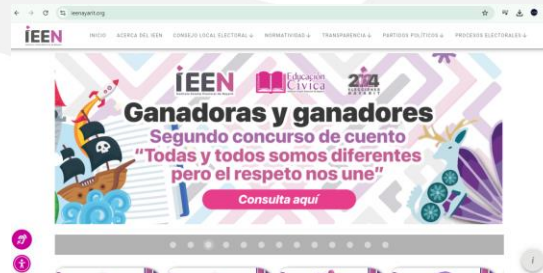 ieenayarit.org
IEEN
INICIO ACERCA DEL IEEN CONSEJO LOCAL ELECTORAL NORMATIVIDAD TRANSPARENCIA PARTIDOS POLÍTICOS PROCESOS ELECTORALES
IEEN Educación Cívica
Ganadoras y ganadores
Segundo concurso de cuento
“Todas y todos somos diferentes
pero el respeto nos une”
Consulta aquí